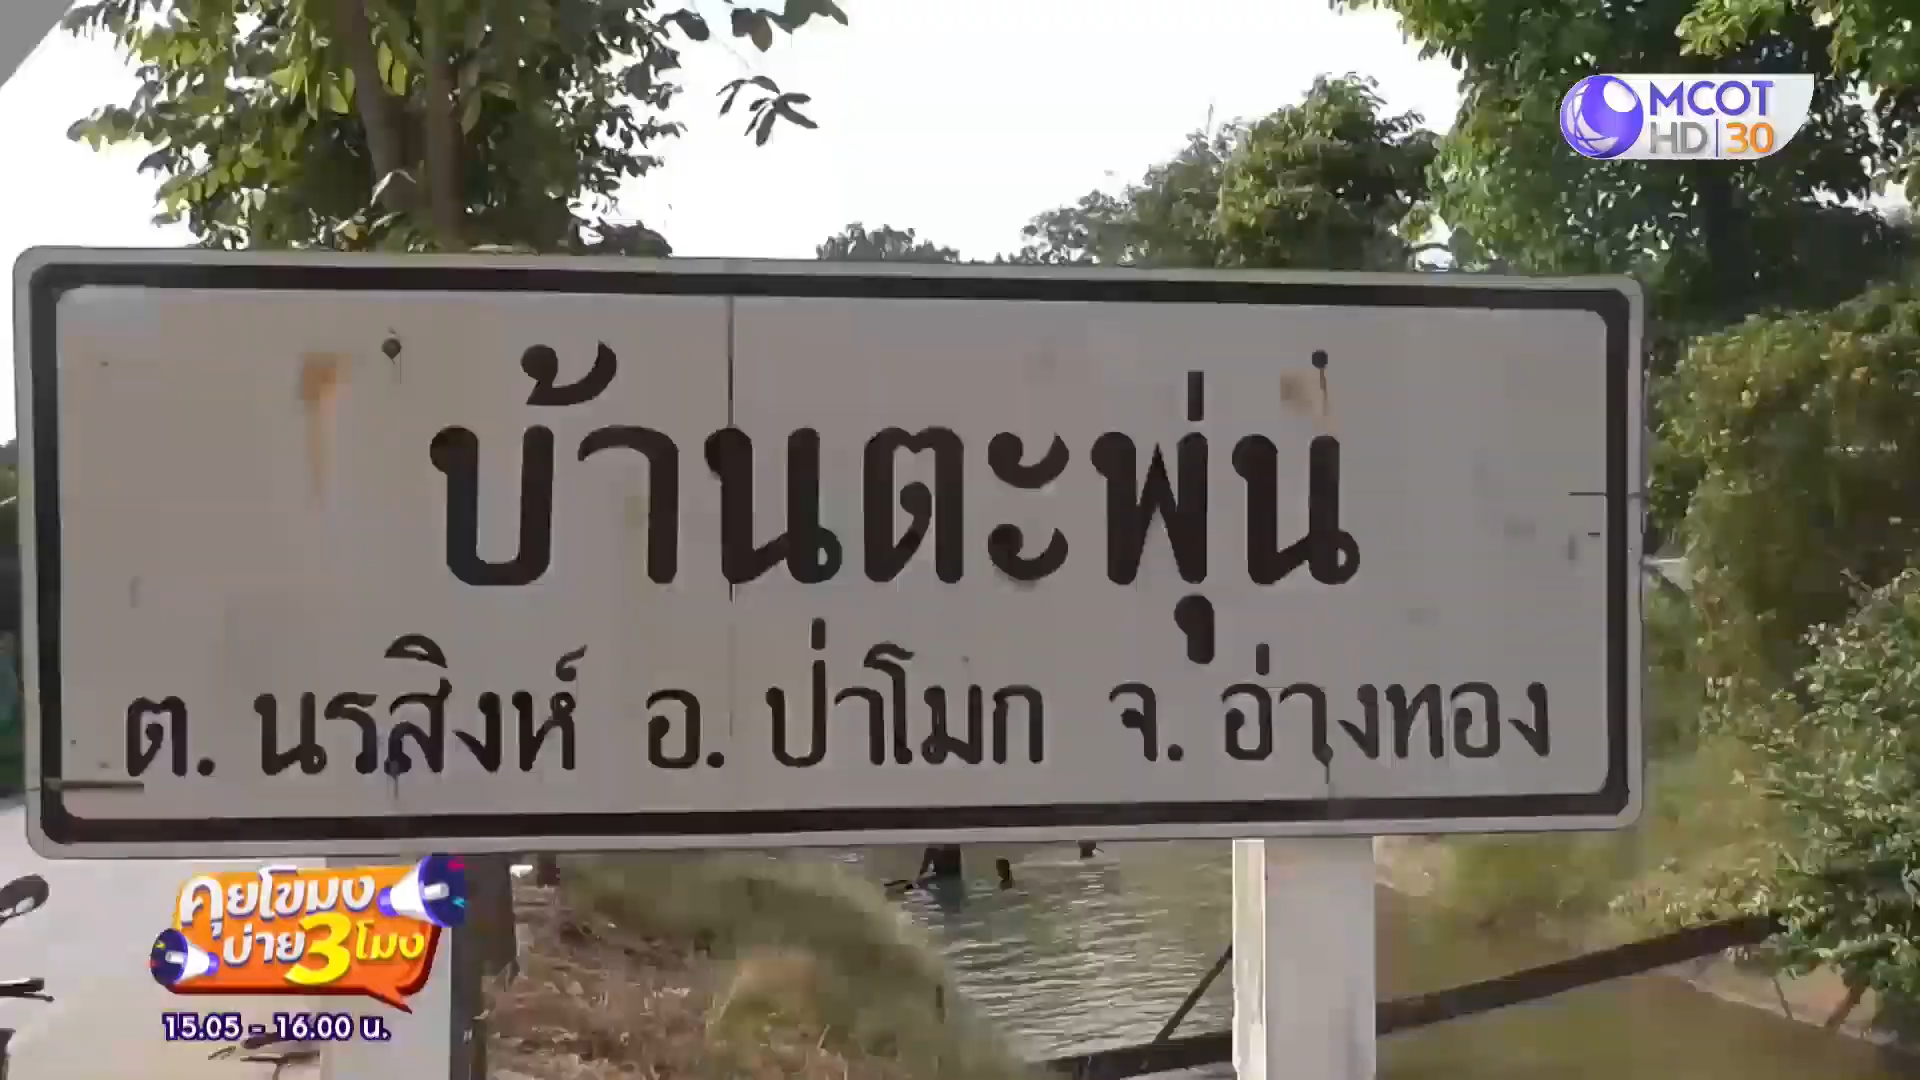 MCOT
HD 30
บ้านตะพุ่น
ต. นรสิงห์ อ. ป่าโมก จ. อ่างทอง
คุยโขมง
บ่าย 3 โมง
15.05 - 16.00 น.